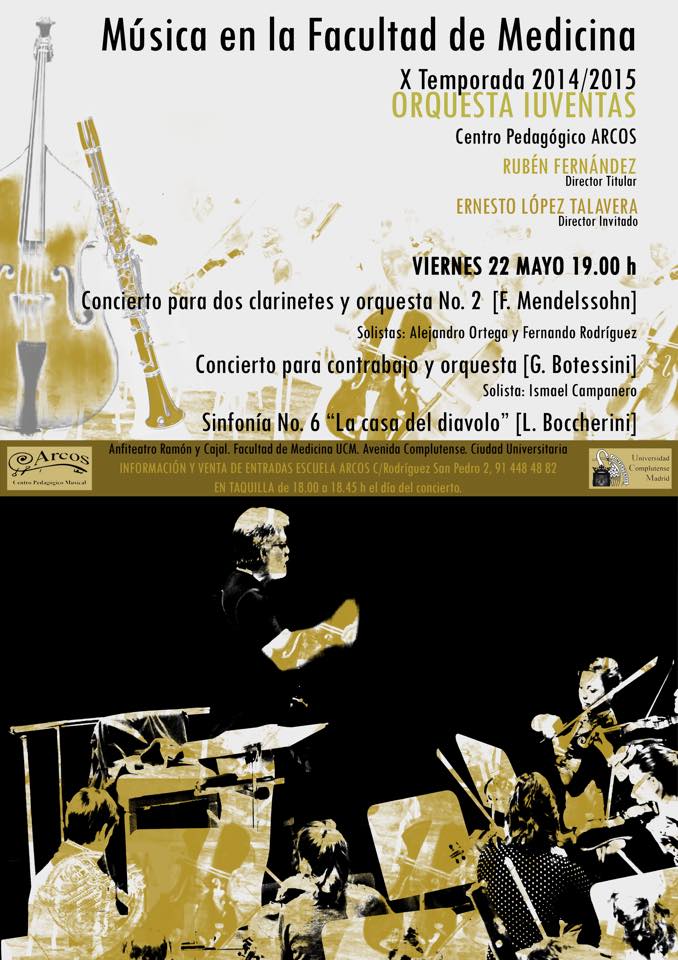 Música en la Facultad de Medicina
X Temporada 2014/2015
ORQUESTA IUVENTAS
Centro Pedagógico ARCOS
RUBÉN FERNÁNDEZ
Director Titular
ERNESTO LÓPEZ TALAVERA
Director Invitado
VIERNES 22 MAYO 19.00 h
Concierto para dos clarinetes y orquesta No. 2 [F. Mendelssohn]
Solistas: Alejandro Ortega y Fernando Rodríguez
Concierto para contrabajo y orquesta [G. Botessini]
Solista: Ismael Campanero
Sinfonía No. 6 “La casa del diavolo” [L. Boccherini]
Arcos
Centro Pedagógico Musical
Anfiteatro Ramón y Cajal. Facultad de Medicina UCM. Avenida Complutense. Ciudad Universitaria
INFORMACIÓN Y VENTA DE ENTRADAS ESCUELA ARCOS C/Rodríguez San Pedro 2, 91 448 48 82
EN TAQUILLA de 18.00 a 18.45 h el día del concierto.
Universidad
Complutense
Madrid